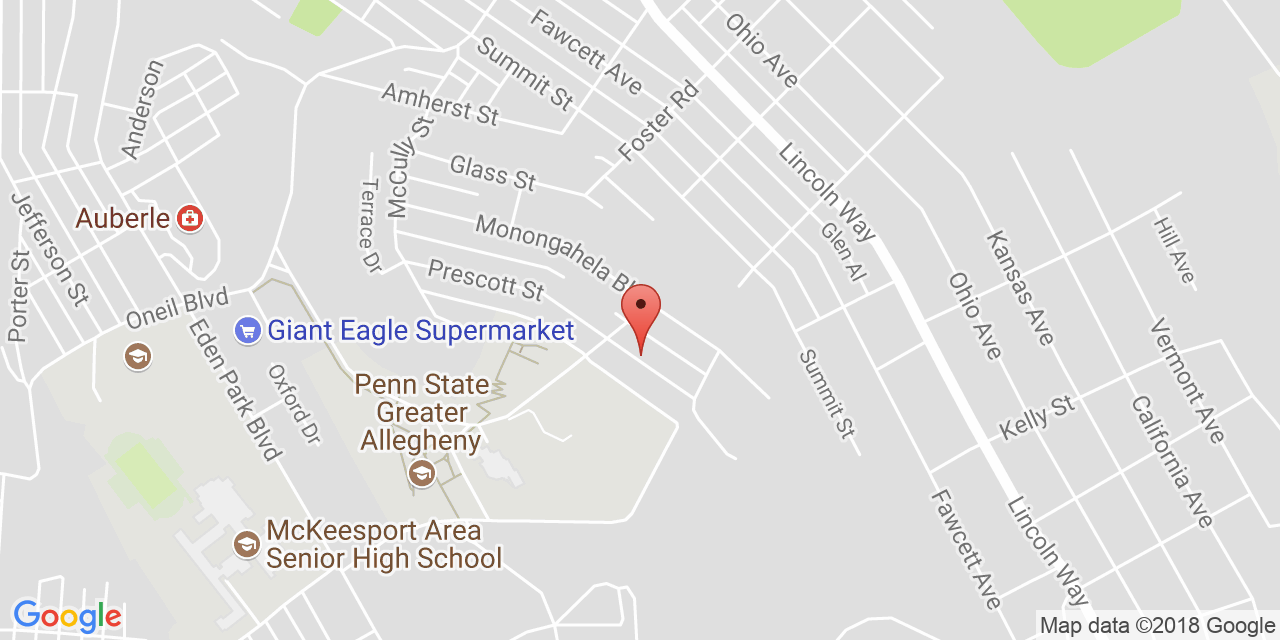 Ohio Ave
Fawcett Ave
Summit St
Anderson
Amherst St
Foster Rd
McCully St
Lincoln Way
Glass St
Terrace Dr
Jefferson St
Auberle
Monongahela
Glen Al
Hill Ave
Kansas Ave
Porter St
Prescott St
Ohio Ave
Oneil Blvd
Giant Eagle Supermarket
Eden Park Blvd
Vermont Ave
Summit St
Oxford Dr
Penn State
Greater
Allegheny
Kelly St
California Ave
McKeesport Area
Senior High School
Fawcett Ave
Lincoln Way
Google
Map data ©2018 Google